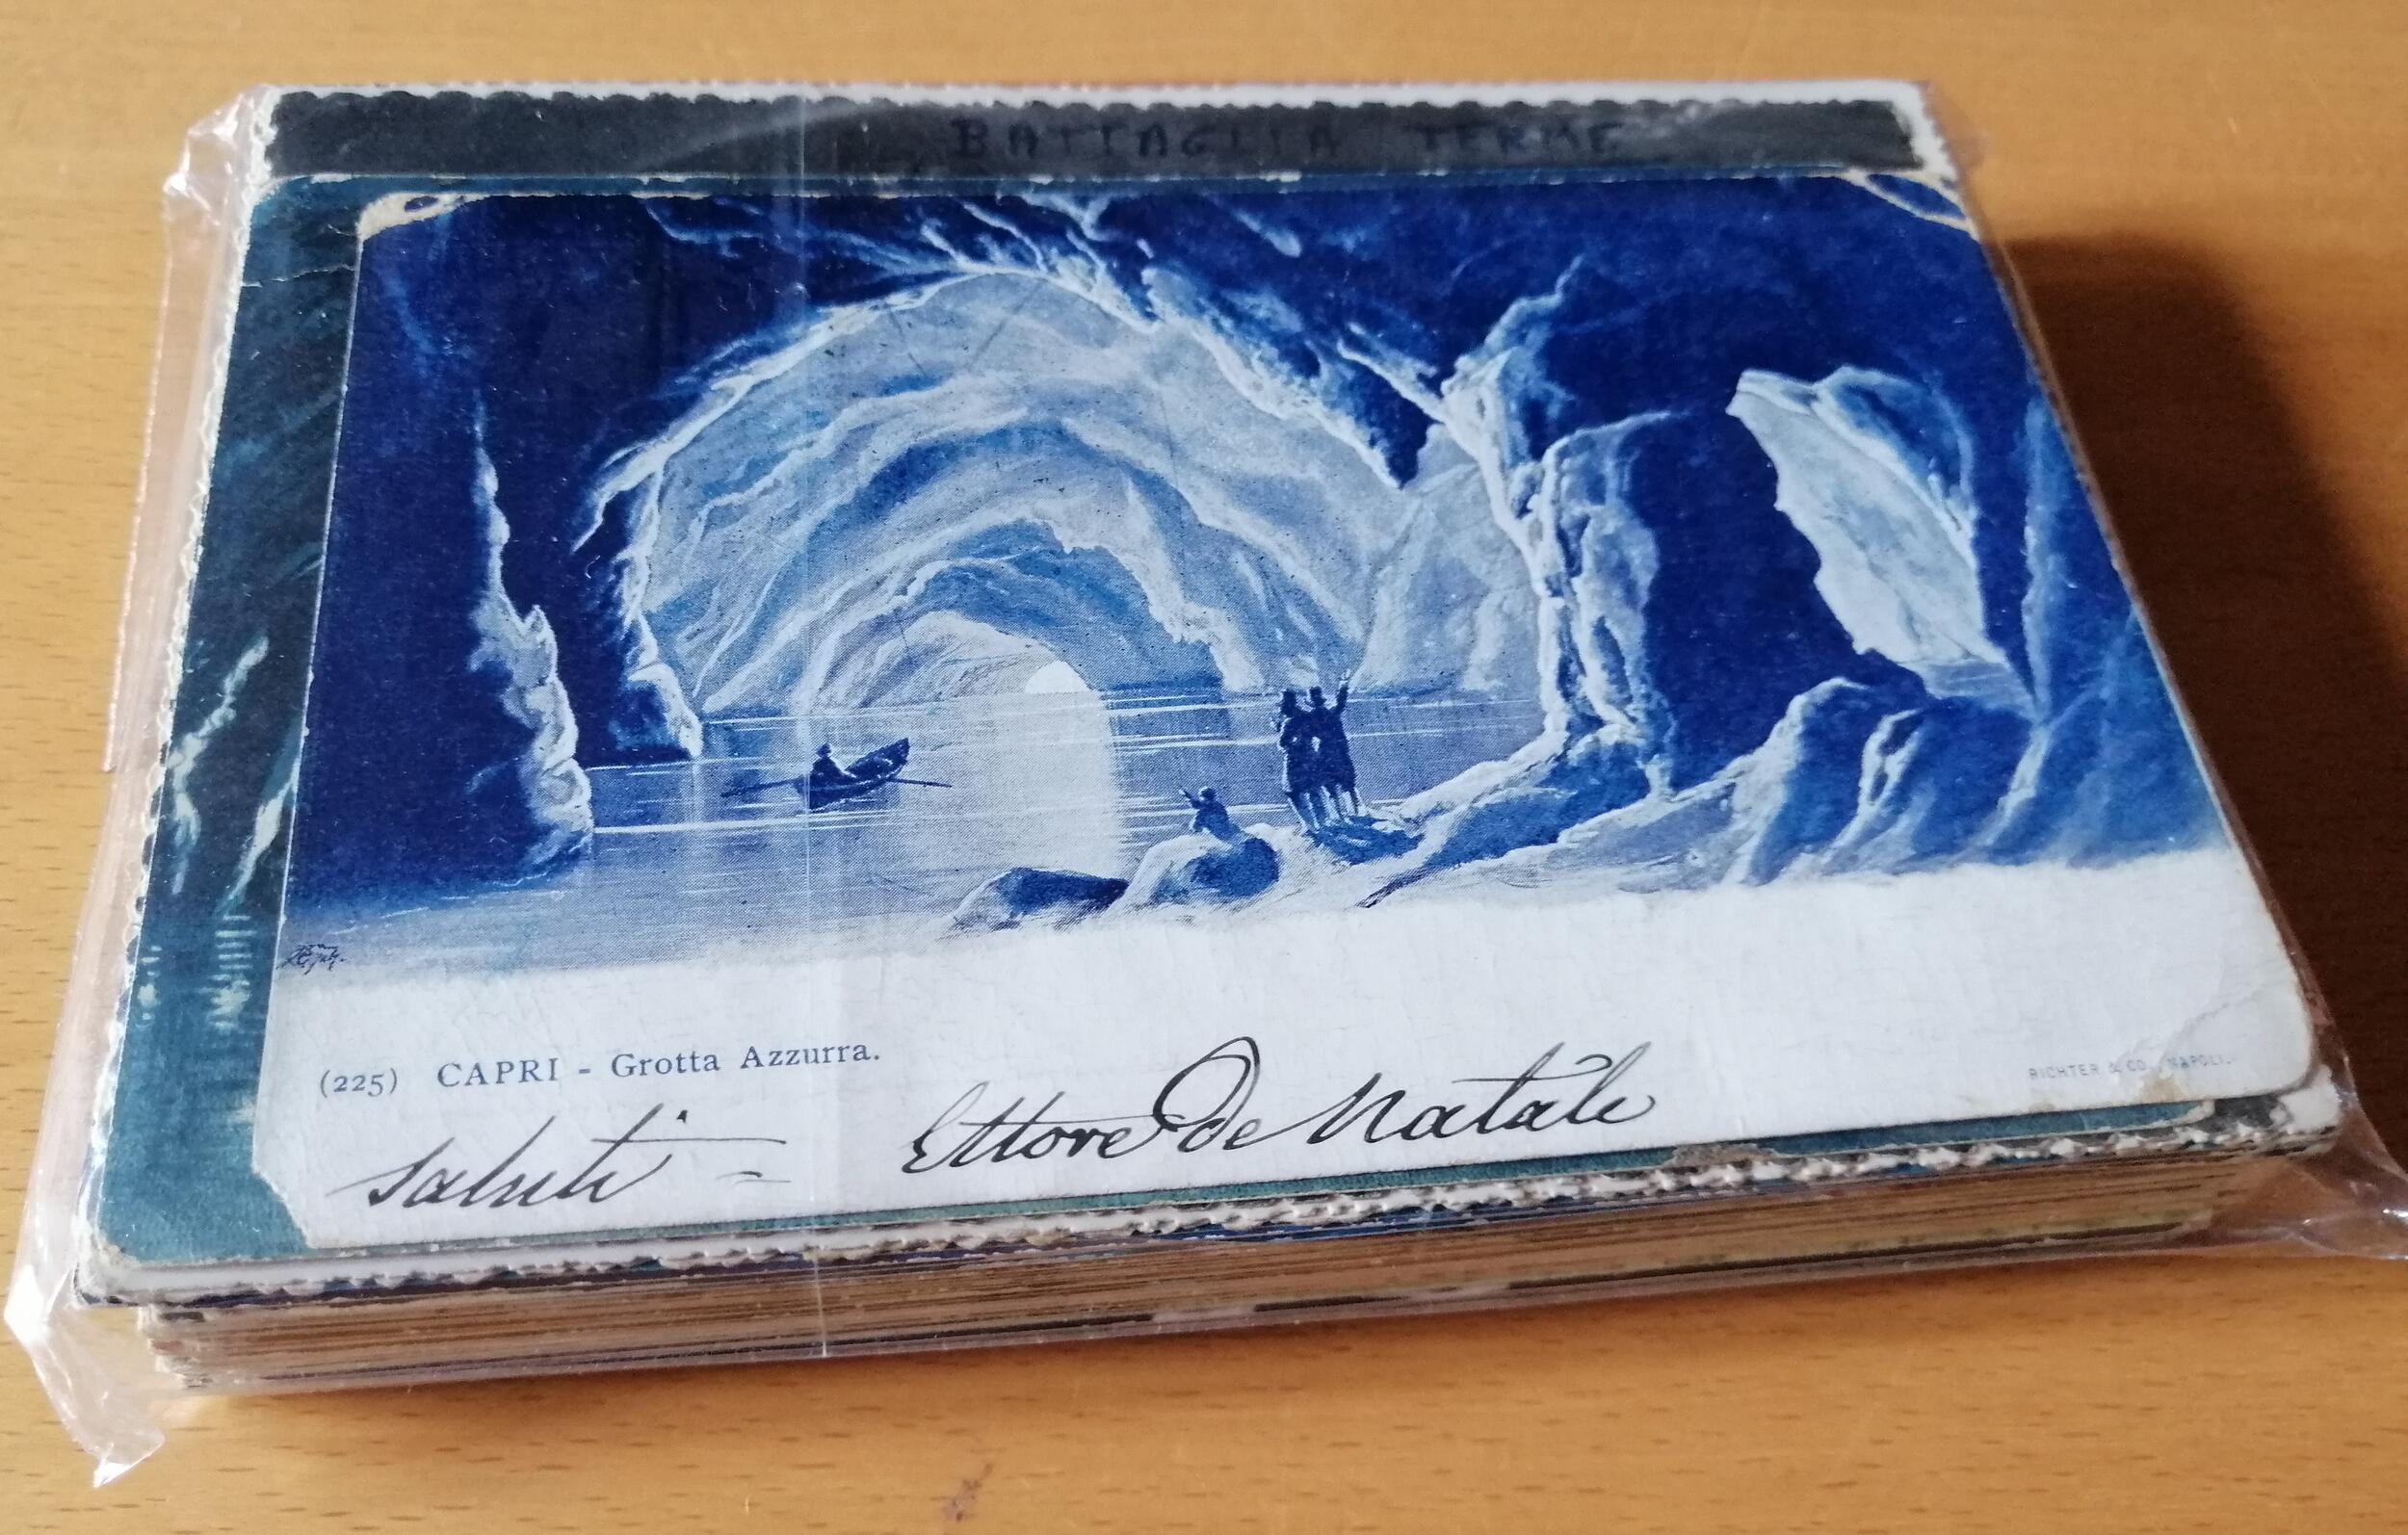 BATTAGLIA TERME
(225) CAPRI - Grotta Azzurra.
RICHTER & CO., NAPOLI.
saluti = Ettore De Natale